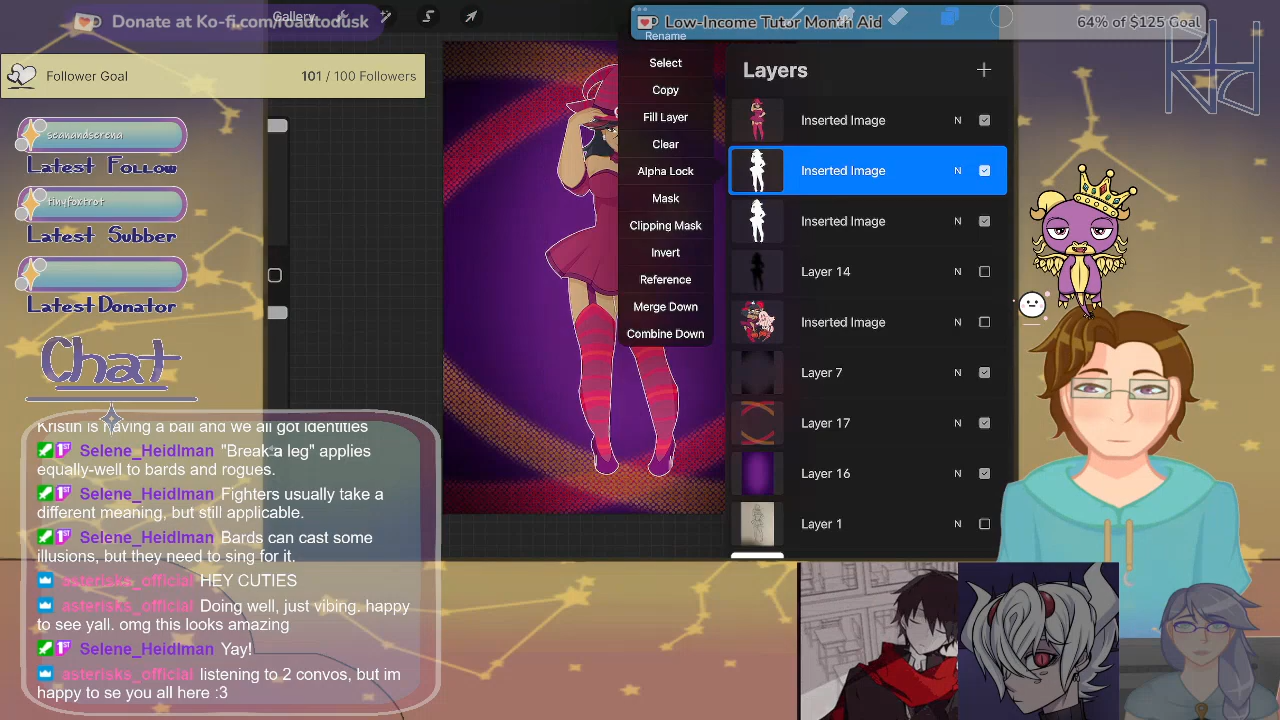 Donate at Ko-fi.com/roadtodusk
Gallery
Low-Income Tutor Month Aid
64% of $125 Goal
Follower Goal
101 / 100 Followers
seahandserena
Latest Follow
tinyfoxtrot
Latest Subber
Latest Donator
Chat
Kristin is having a ball and we all got identities
Selene_Heidlman "Break a leg" applies
equally-well to bards and rogues.
Selene_Heidlman Fighters usually take a
different meaning, but still applicable.
Selene_Heidlman Bards can cast some
illusions, but they need to sing for it.
asterisks_official HEY CUTIES
asterisks_official Doing well, just vibing. happy
to see yall. omg this looks amazing
Selene_Heidlman Yay!
asterisks_official listening to 2 convos, but im
happy to se you all here :3
Rename
Select
Copy
Fill Layer
Clear
Alpha Lock
Mask
Clipping Mask
Invert
Reference
Merge Down
Combine Down
Layers
Inserted Image N
Inserted Image N
Inserted Image N
Layer 14 N
Inserted Image N
Layer 7 N
Layer 17 N
Layer 16 N
Layer 1 N